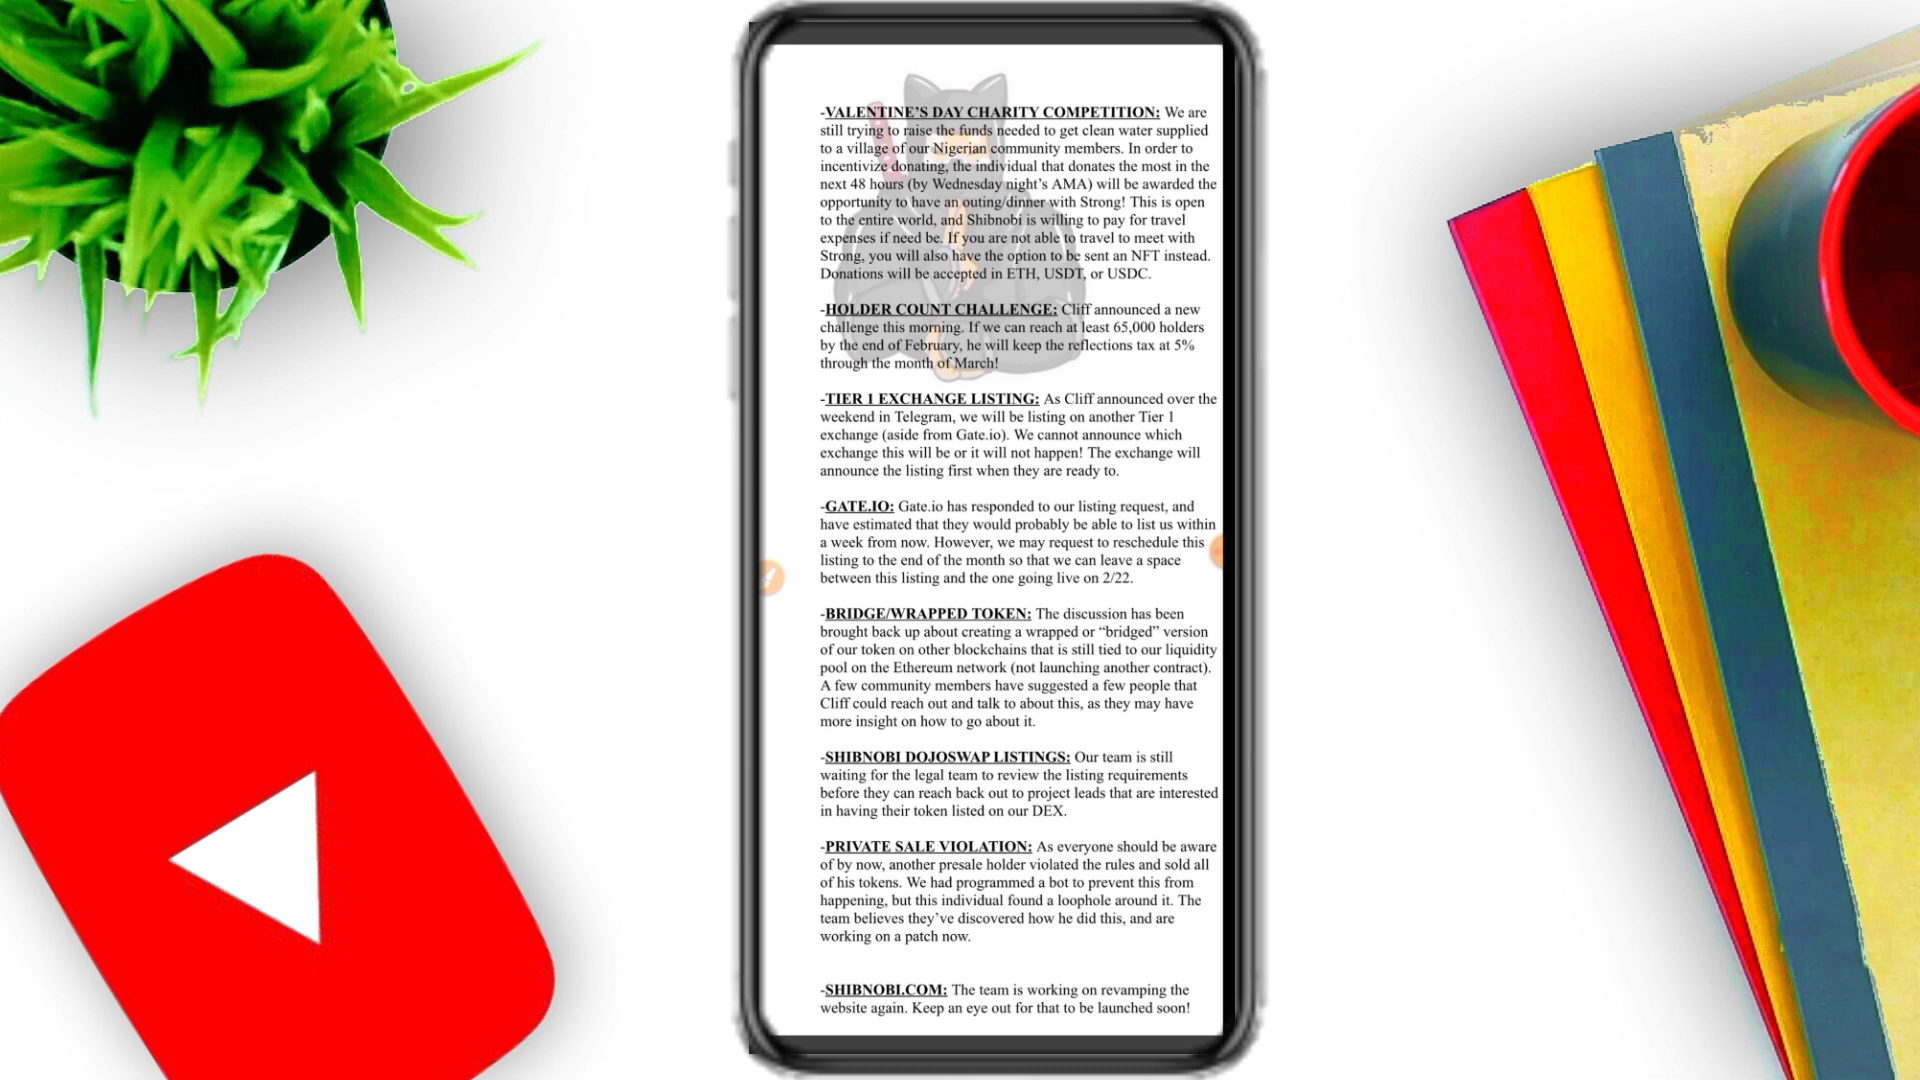 -VALENTINE'S DAY CHARITY COMPETITION: We are
still trying to raise the funds needed to get clean water supplied
to a village of our Nigerian community members. In order to
incentivize donating, the individual that donates the most in the
next 48 hours (by Wednesday night's AMA) will be awarded the
opportunity to have an outing/dinner with Strong! This is open
to the entire world, and Shibnobi is willing to pay for travel
expenses if need be. If you are not able to travel to meet with
Strong, you will also have the option to be sent an NFT instead.
Donations will be accepted in ETH, USDT, or USDC.
-HOLDER COUNT CHALLENGE: Cliff announced a new
challenge this morning. If we can reach at least 65,000 holders
by the end of February, he will keep the reflections tax at 5%
through the month of March!
-TIER 1 EXCHANGE LISTING: As Cliff announced over the
weekend in Telegram, we will be listing on another Tier 1
exchange (aside from Gate.io). We cannot announce which
exchange this will be or it will not happen! The exchange will
announce the listing first when they are ready to.
-GATE.IO: Gate.io has responded to our listing request, and
have estimated that they would probably be able to list us within
a week from now. However, we may request to reschedule this
listing to the end of the month so that we can leave a space
between this listing and the one going live on 2/22.
-BRIDGE/WRAPPED TOKEN: The discussion has been
brought back up about creating a wrapped or “bridged” version
of our token on other blockchains that is still tied to our liquidity
pool on the Ethereum network (not launching another contract).
A few community members have suggested a few people that
Cliff could reach out and talk to about this, as they may have
more insight on how to go about it.
-SHIBNOBI DOJOSWAP LISTINGS: Our team is still
waiting for the legal team to review the listing requirements
before they can reach back out to project leads that are interested
in having their token listed on our DEX.
-PRIVATE SALE VIOLATION: As everyone should be aware
of by now, another presale holder violated the rules and sold all
of his tokens. We had programmed a bot to prevent this from
happening, but this individual found a loophole around it. The
team believes they've discovered how he did this, and are
working on a patch now.
-SHIBNOBI.COM: The team is working on revamping the
website again. Keep an eye out for that to be launched soon!